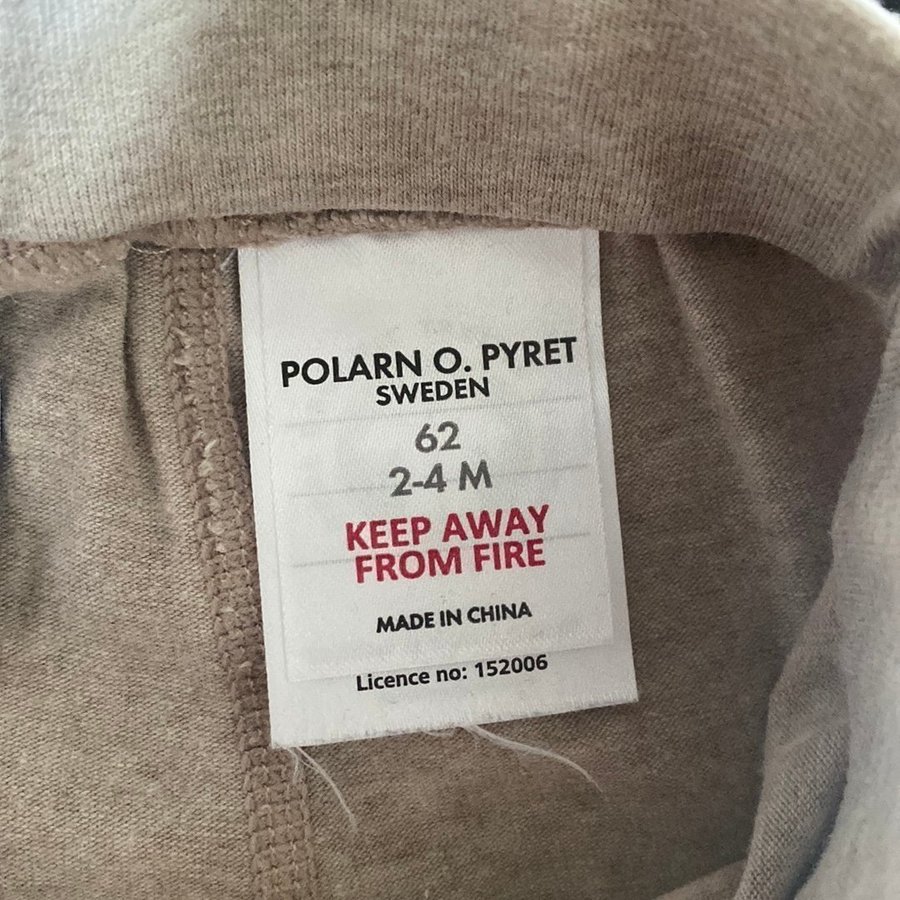 POLARN O. PYRET
SWEDEN
62
2-4 M
KEEP AWAY
FROM FIRE
MADE IN CHINA
Licence no: 152006